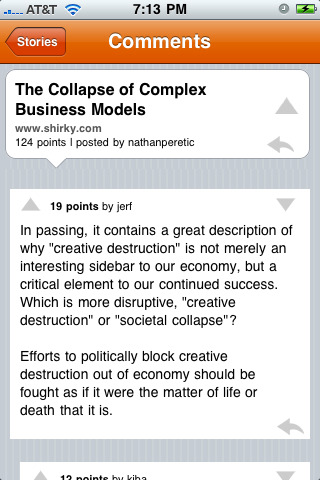 AT&T 7:13 PM
Stories Comments
The Collapse of Complex
Business Models
www.shirky.com
124 points | posted by nathanperetic
19 points by jerf
In passing, it contains a great description of
why "creative destruction" is not merely an
interesting sidebar to our economy, but a
critical element to our continued success.
Which is more disruptive, "creative
destruction" or "societal collapse"?
Efforts to politically block creative
destruction out of economy should be
fought as if it were the matter of life or
death that it is.
12 points by kiba